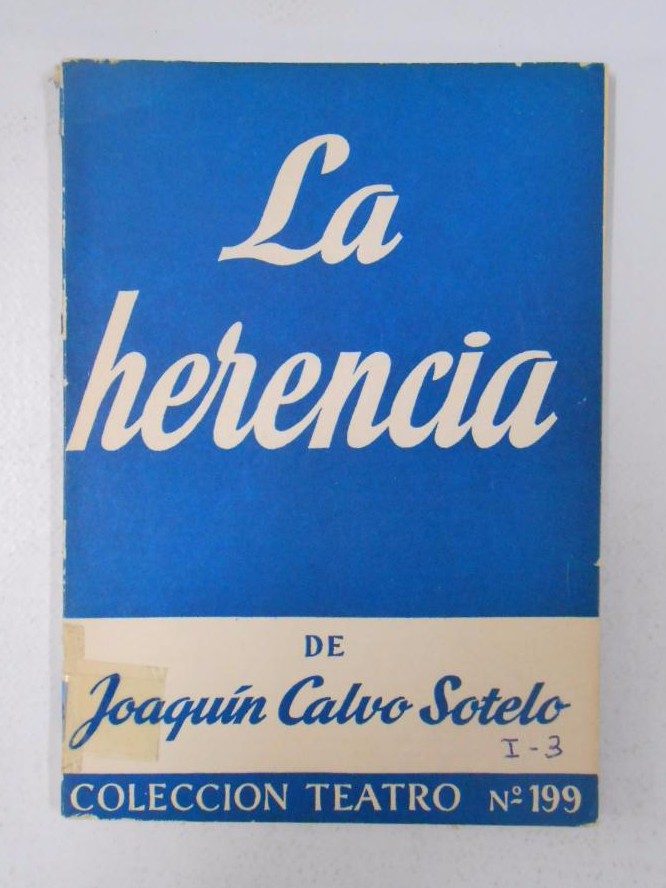 La
herencia
DE
Joaquín Calvo Sotelo
I-3
COLECCION TEATRO Nº 199